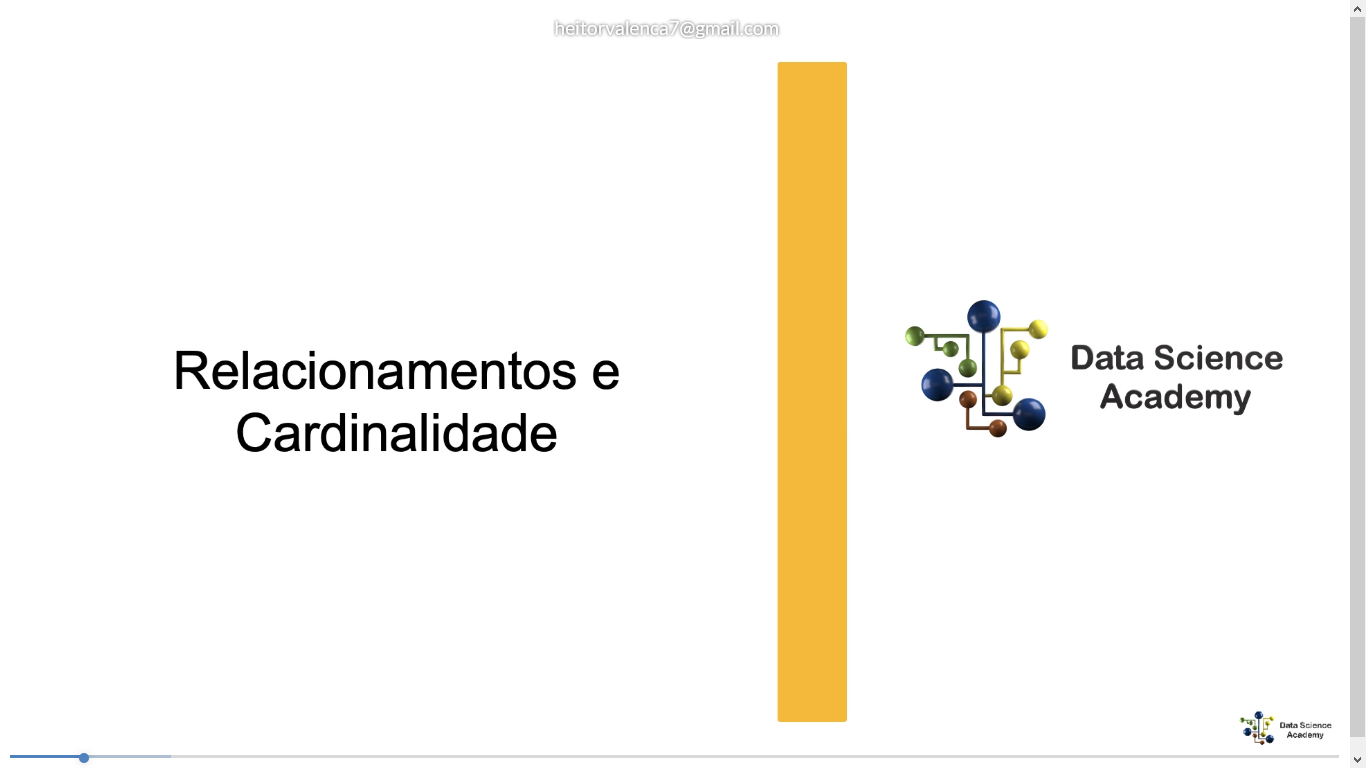 heitorvalenca7@gmail.com
Relacionamentos e
Cardinalidade
Data Science
Academy
Data Science
Academy